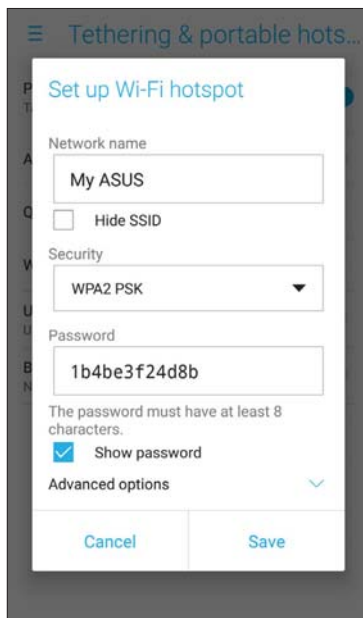 Tethering & portable hots...
Set up Wi-Fi hotspot
Network name
My ASUS
Hide SSID
Security
WPA2 PSK
Password
1b4be3f24d8b
The password must have at least 8
characters.
Show password
Advanced options
Cancel
Save